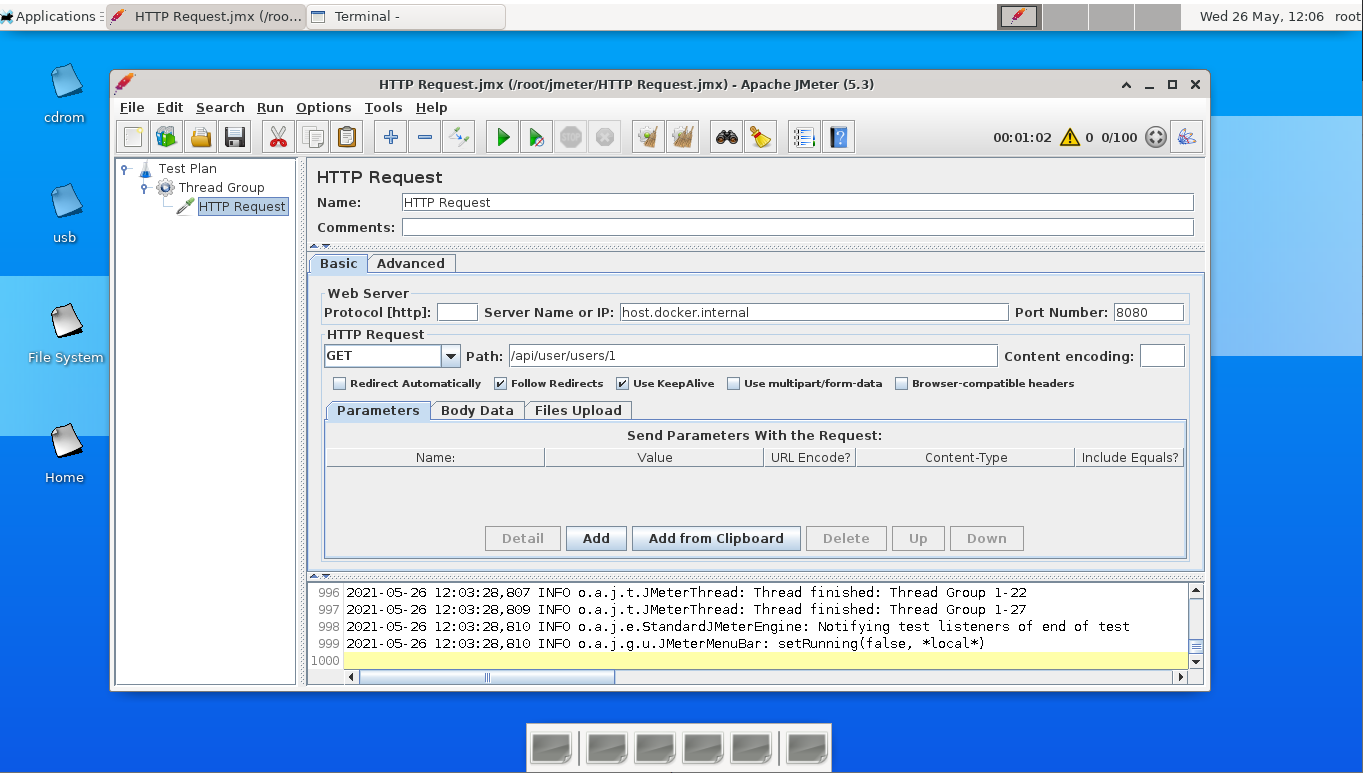 Applications HTTP Request.jmx (/roo... Terminal - Wed 26 May, 12:06 root
cdrom
usb
File System
Home
HTTP Request.jmx (/root/jmeter/HTTP Request.jmx) - Apache JMeter (5.3)
File Edit Search Run Options Tools Help
STOP 00:01:02 0 0/100
Test Plan
Thread Group
HTTP Request
HTTP Request
Name: HTTP Request
Comments:
Basic Advanced
Web Server
Protocol [http]: Server Name or IP: host.docker.internal Port Number: 8080
HTTP Request
GET Path: /api/user/users/1 Content encoding:
Redirect Automatically Follow Redirects Use KeepAlive Use multipart/form-data Browser-compatible headers
Parameters Body Data Files Upload
Send Parameters With the Request:
Name: Value URL Encode? Content-Type Include Equals?
Detail Add Add from Clipboard Delete Up Down
996 2021-05-26 12:03:28,807 INFO o.a.j.t.JMeterThread: Thread finished: Thread Group 1-22
997 2021-05-26 12:03:28,809 INFO o.a.j.t.JMeterThread: Thread finished: Thread Group 1-27
998 2021-05-26 12:03:28,810 INFO o.a.j.e.StandardJMeterEngine: Notifying test listeners of end of test
999 2021-05-26 12:03:28,810 INFO o.a.j.g.u.JMeterMenuBar: setRunning(false, *local*)
1000